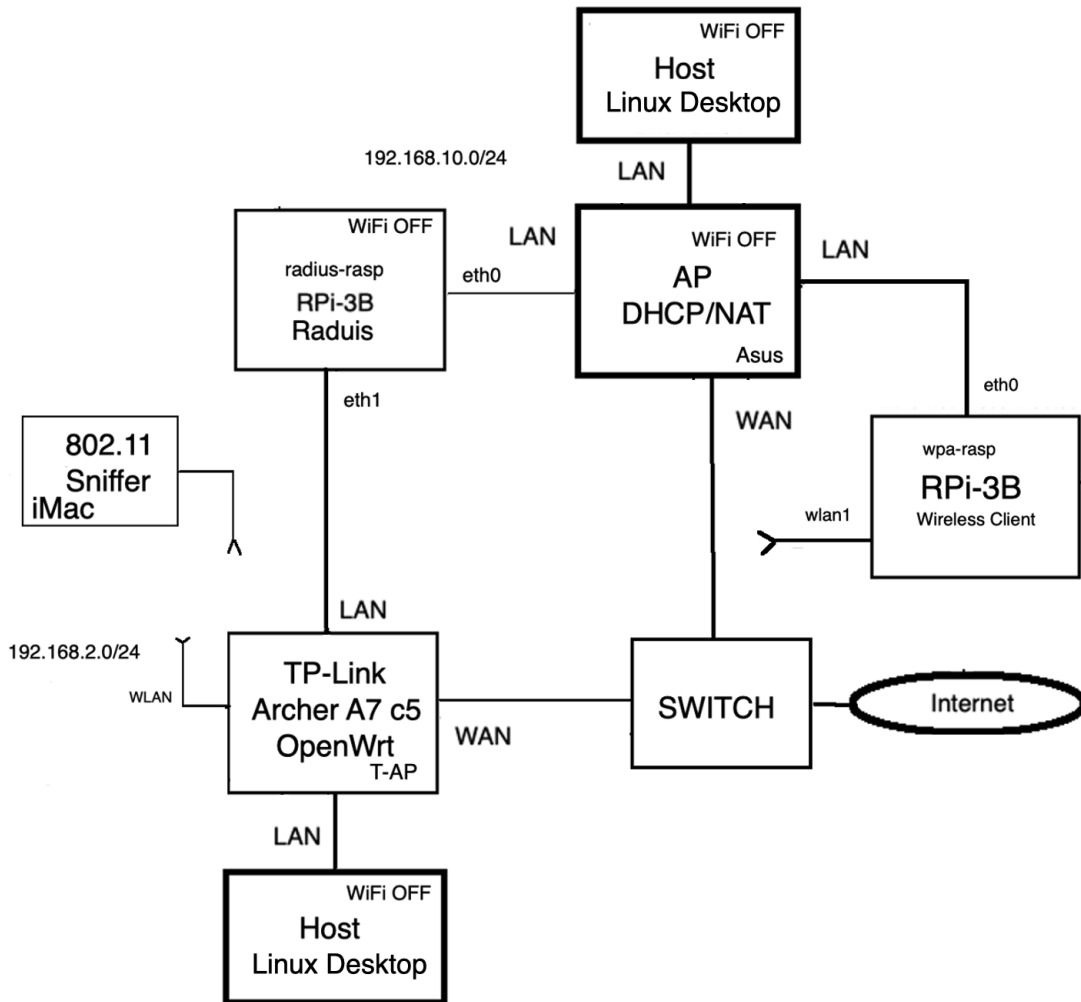 WiFi OFF
Host
Linux Desktop
192.168.10.0/24
LAN
WiFi OFF
radius-rasp
RPi-3B
Raduis
LAN
eth0
WiFi OFF
AP
DHCP/NAT
Asus
LAN
eth1
WAN
eth0
802.11
Sniffer
iMac
wpa-rasp
RPi-3B
Wireless Client
wlan1
LAN
192.168.2.0/24
WLAN
TP-Link
Archer A7 c5
OpenWrt
T-AP
WAN
SWITCH
Internet
LAN
WiFi OFF
Host
Linux Desktop